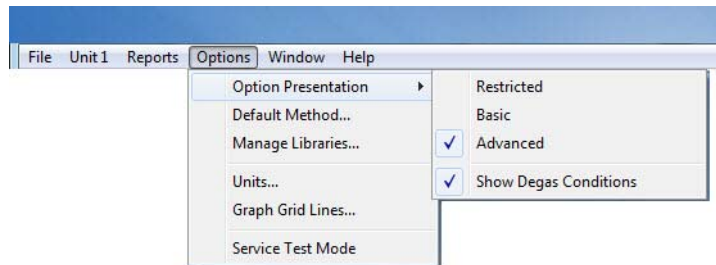 File Unit 1 Reports Options Window Help
Option Presentation
Default Method...
Manage Libraries...
Units...
Graph Grid Lines...
Service Test Mode
Restricted
Basic
Advanced
Show Degas Conditions